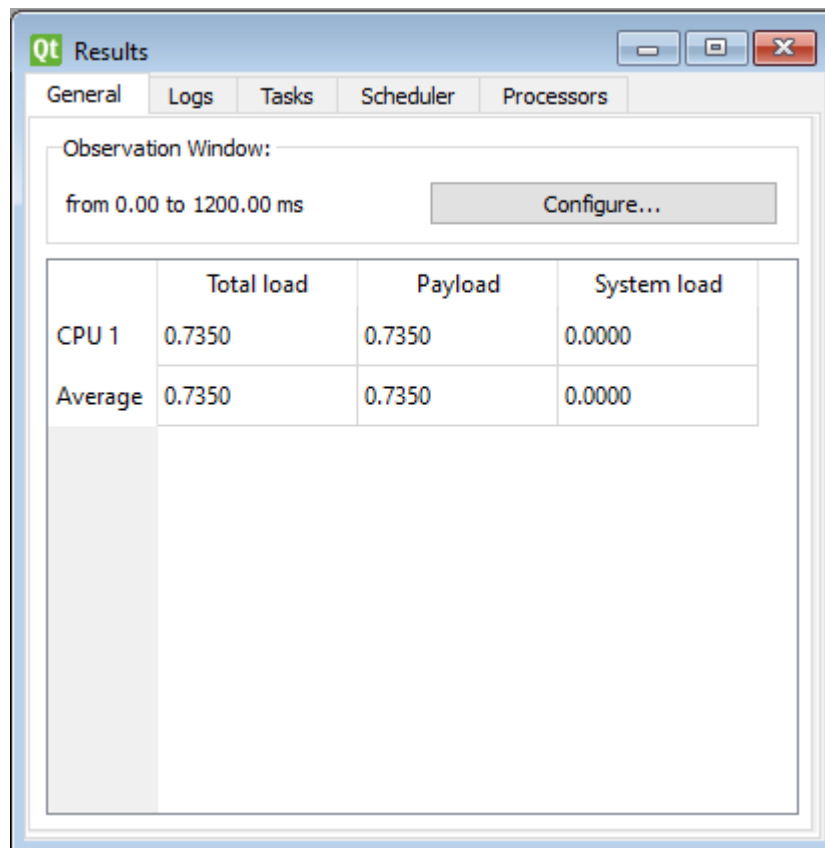 Qt Results
General Logs Tasks Scheduler Processors
Observation Window:
from 0.00 to 1200.00 ms Configure...
Total load Payload System load
CPU 1 0.7350 0.7350 0.0000
Average 0.7350 0.7350 0.0000